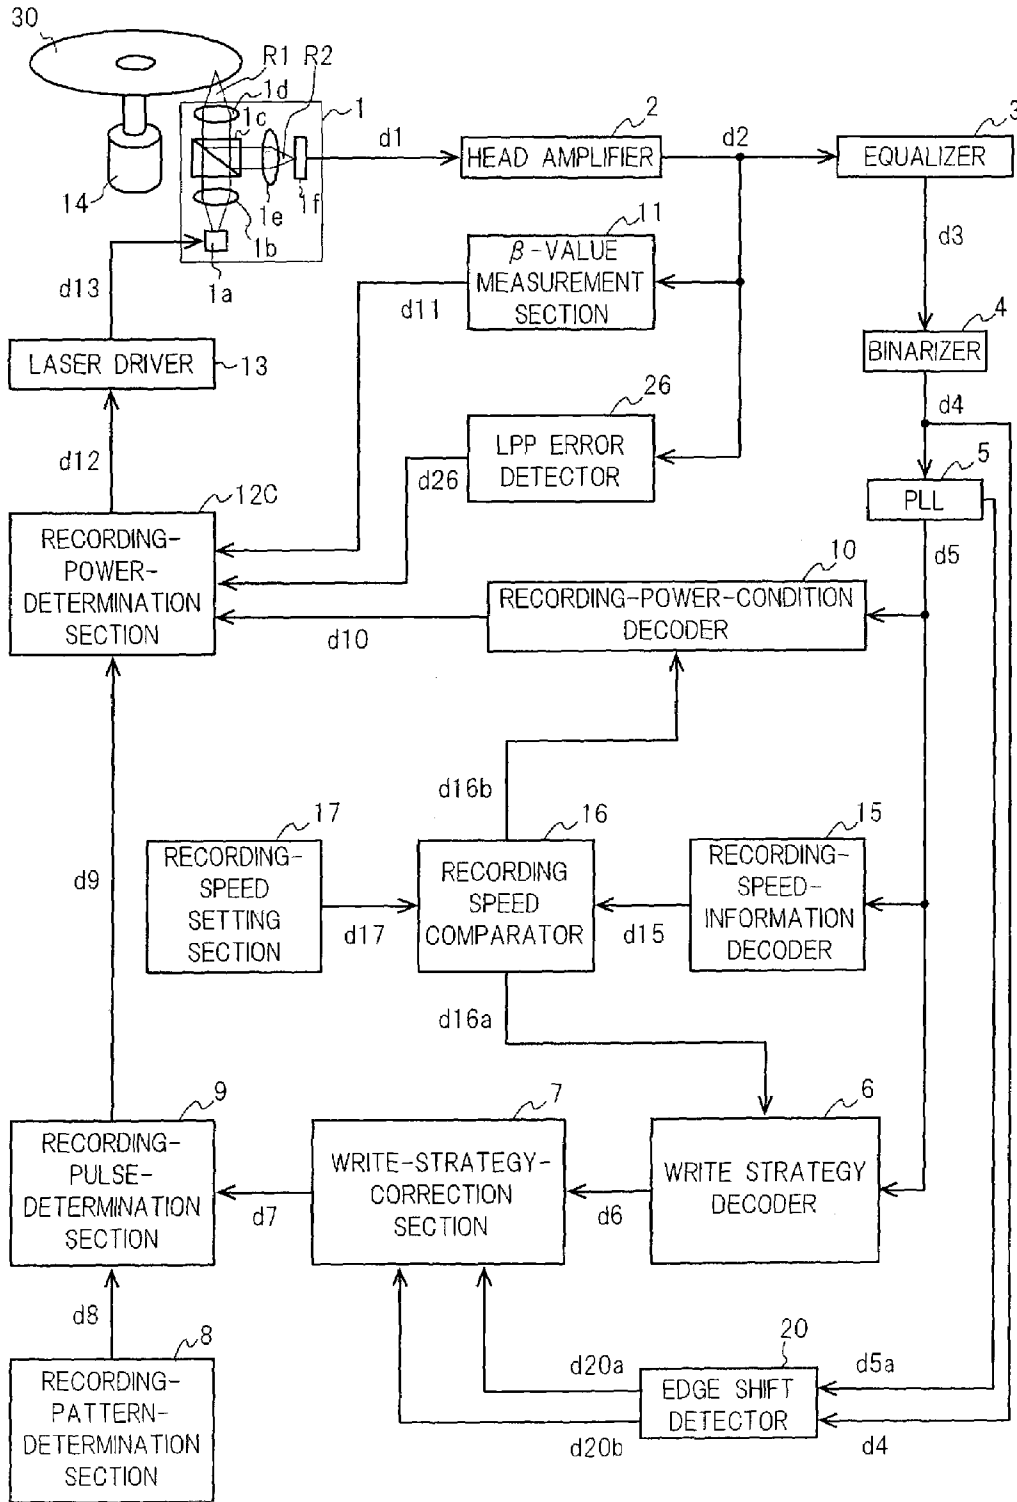 30
R1 R2
1d
1c
1
2
3
d1
HEAD AMPLIFIER
d2
EQUALIZER
14
1e
1f
1b
1a
11
β-VALUE
MEASUREMENT
SECTION
d3
d13
d11
4
BINARIZER
LASER DRIVER
13
d4
26
LPP ERROR
DETECTOR
5
PLL
d12
d26
12C
RECORDING-
POWER-
DETERMINATION
SECTION
d5
10
RECORDING-POWER-CONDITION
DECODER
d10
d16b
17
RECORDING-
SPEED
SETTING
SECTION
16
RECORDING
SPEED
COMPARATOR
15
RECORDING-
SPEED-
INFORMATION
DECODER
d9
d17
d15
d16a
9
RECORDING-
PULSE-
DETERMINATION
SECTION
7
WRITE-STRATEGY-
CORRECTION
SECTION
6
WRITE STRATEGY
DECODER
d7
d6
d8
8
RECORDING-
PATTERN-
DETERMINATION
SECTION
20
d20a
EDGE SHIFT
DETECTOR
d5a
d20b
d4